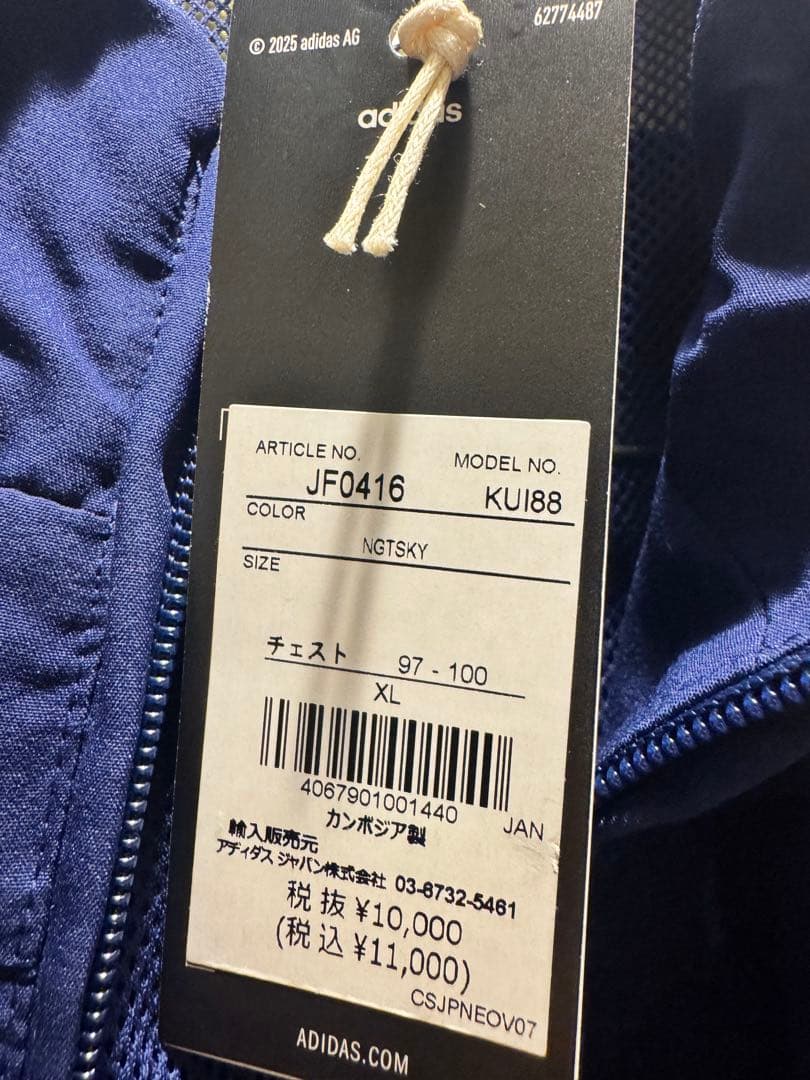 62774487
© 2025 adidas AG
adidas
ARTICLE NO.
MODEL NO.
JF0416
KUI88
COLOR
NGTSKY
SIZE
チェスト 97 - 100
XL
4067901001440
JAN
カンボジア製
輸入販売元
アディダス ジャパン株式会社 03-6732-5461
税抜 ¥10,000
(税込 ¥11,000)
CSJPNEOV07
ADIDAS.COM